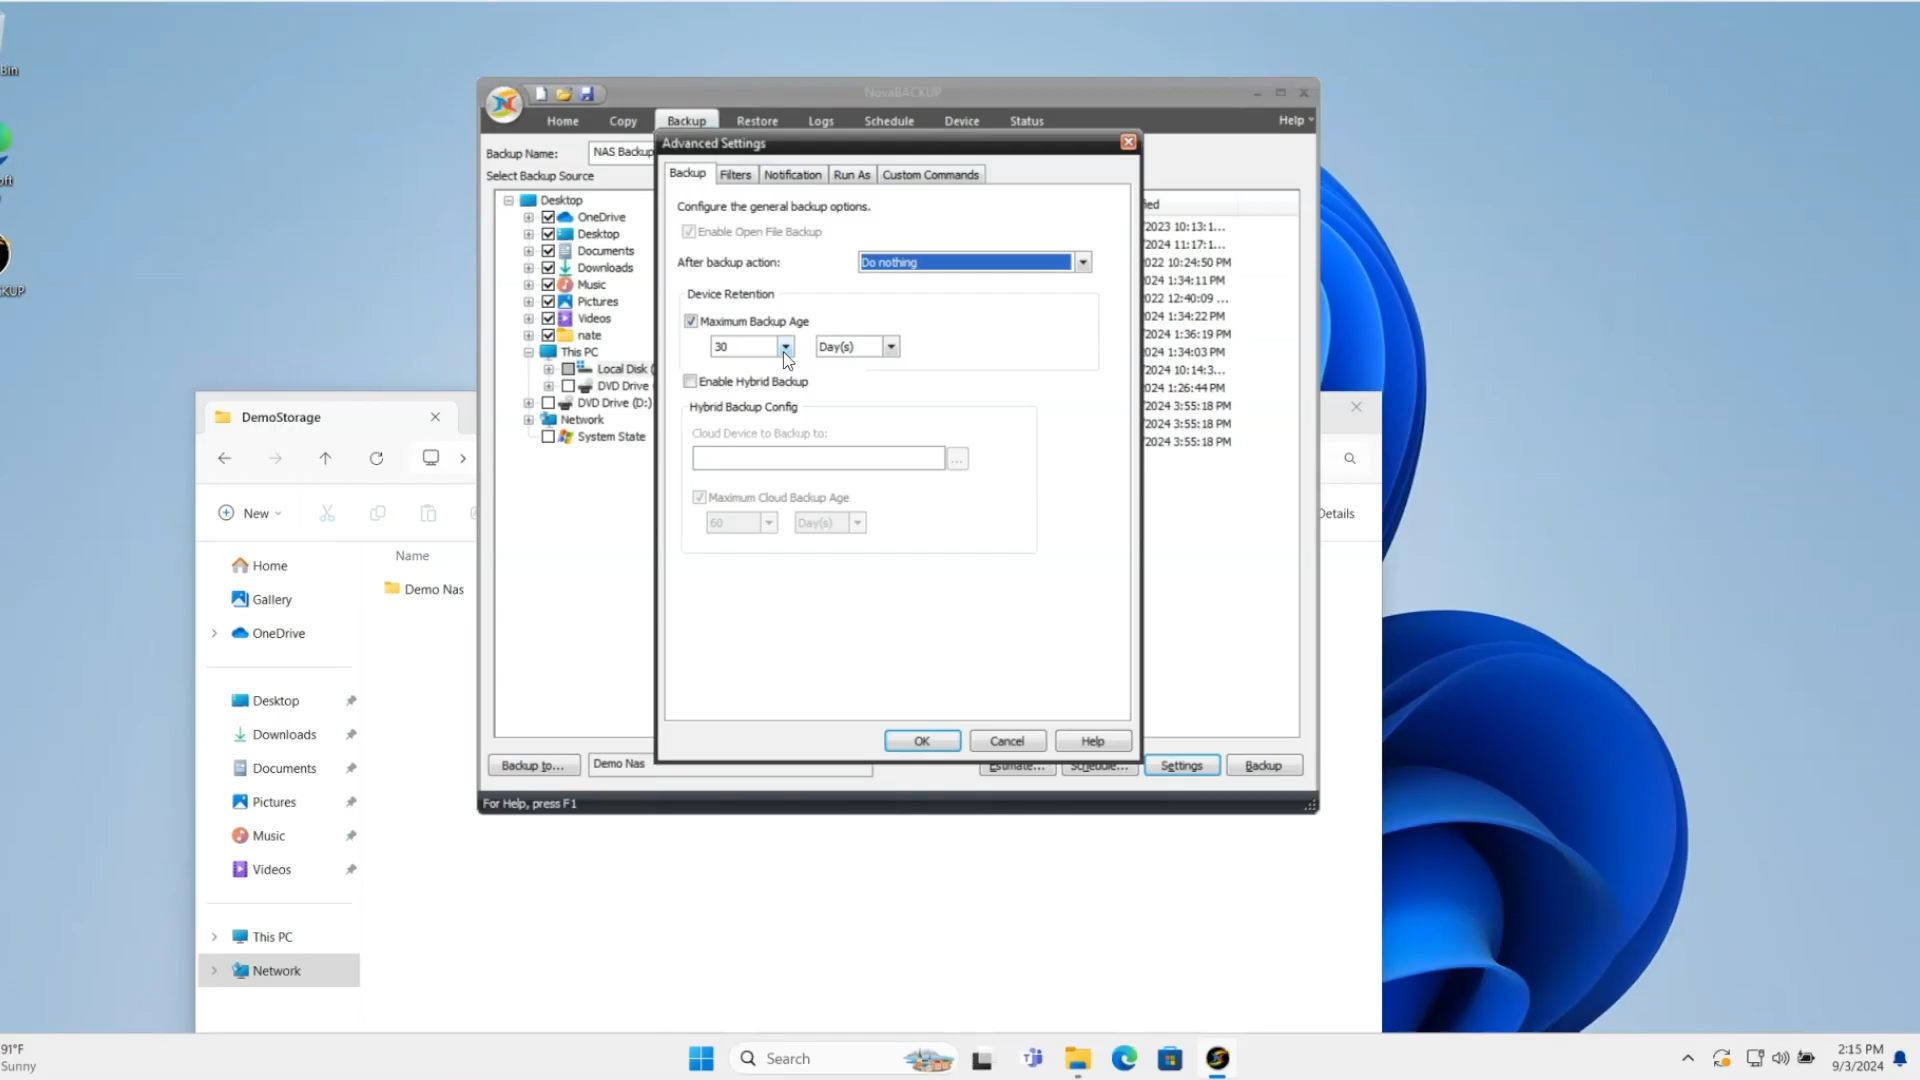 Bin
oft
KUP
NovaBACKUP
Home Copy Backup Restore Logs Schedule Device Status Help
Backup Name: NAS Backup
Select Backup Source
Desktop
OneDrive
Desktop
Documents
Downloads
Music
Pictures
Videos
nate
This PC
Local Disk (
DVD Drive
DVD Drive (D:)
Network
System State
Advanced Settings
Backup Filters Notification Run As Custom Commands
Configure the general backup options.
Enable Open File Backup
After backup action: Do nothing
Device Retention
Maximum Backup Age
30 Day(s)
Enable Hybrid Backup
Hybrid Backup Config
Cloud Device to Backup to:
...
Maximum Cloud Backup Age
60 Day(s)
OK Cancel Help
ied
/2023 10:13:1...
/2024 11:17:1...
022 10:24:50 PM
2024 1:34:11 PM
022 12:40:09 ...
2024 1:34:22 PM
2024 1:36:19 PM
2024 1:34:03 PM
2024 10:14:3...
2024 1:26:44 PM
2024 3:55:18 PM
2024 3:55:18 PM
2024 3:55:18 PM
Backup to... Demo Nas Estimate... Schedule... Settings Backup
For Help, press F1
DemoStorage
New
Details
Name
Demo Nas
Home
Gallery
OneDrive
Desktop
Downloads
Documents
Pictures
Music
Videos
This PC
Network
91°F
Sunny
Search
2:15 PM
9/3/2024